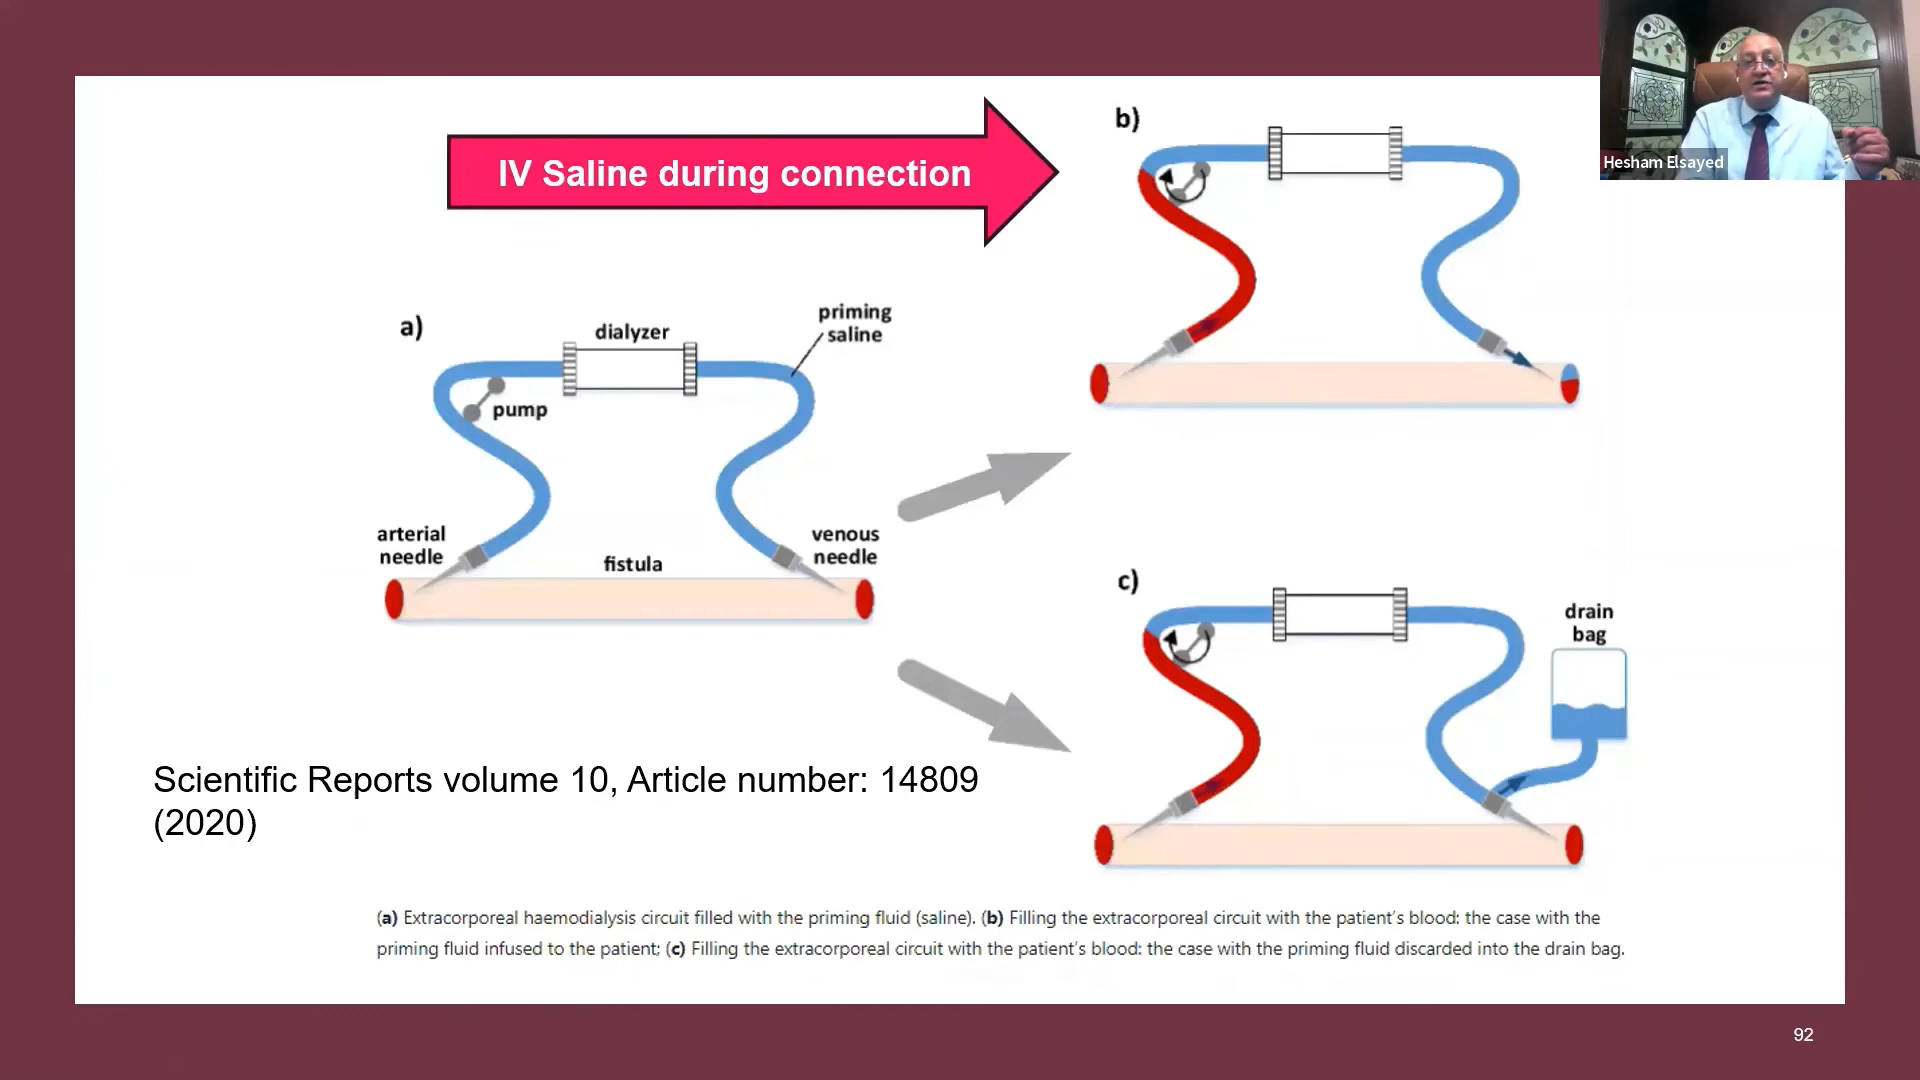 Hesham Elsayed
IV Saline during connection
a)
dialyzer
priming
saline
pump
arterial
needle
fistula
venous
needle
b)
c)
drain
bag
Scientific Reports volume 10, Article number: 14809
(2020)
(a) Extracorporeal haemodialysis circuit filled with the priming fluid (saline). (b) Filling the extracorporeal circuit with the patient's blood: the case with the
priming fluid infused to the patient; (c) Filling the extracorporeal circuit with the patient's blood: the case with the priming fluid discarded into the drain bag.
92